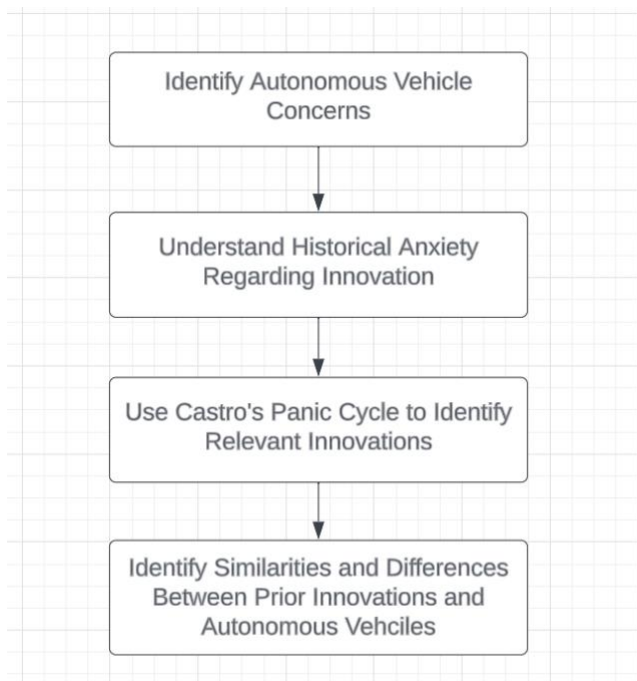 Identify Autonomous Vehicle
Concerns
Understand Historical Anxiety
Regarding Innovation
Use Castro's Panic Cycle to Identify
Relevant Innovations
Identify Similarities and Differences
Between Prior Innovations and
Autonomous Vehciles